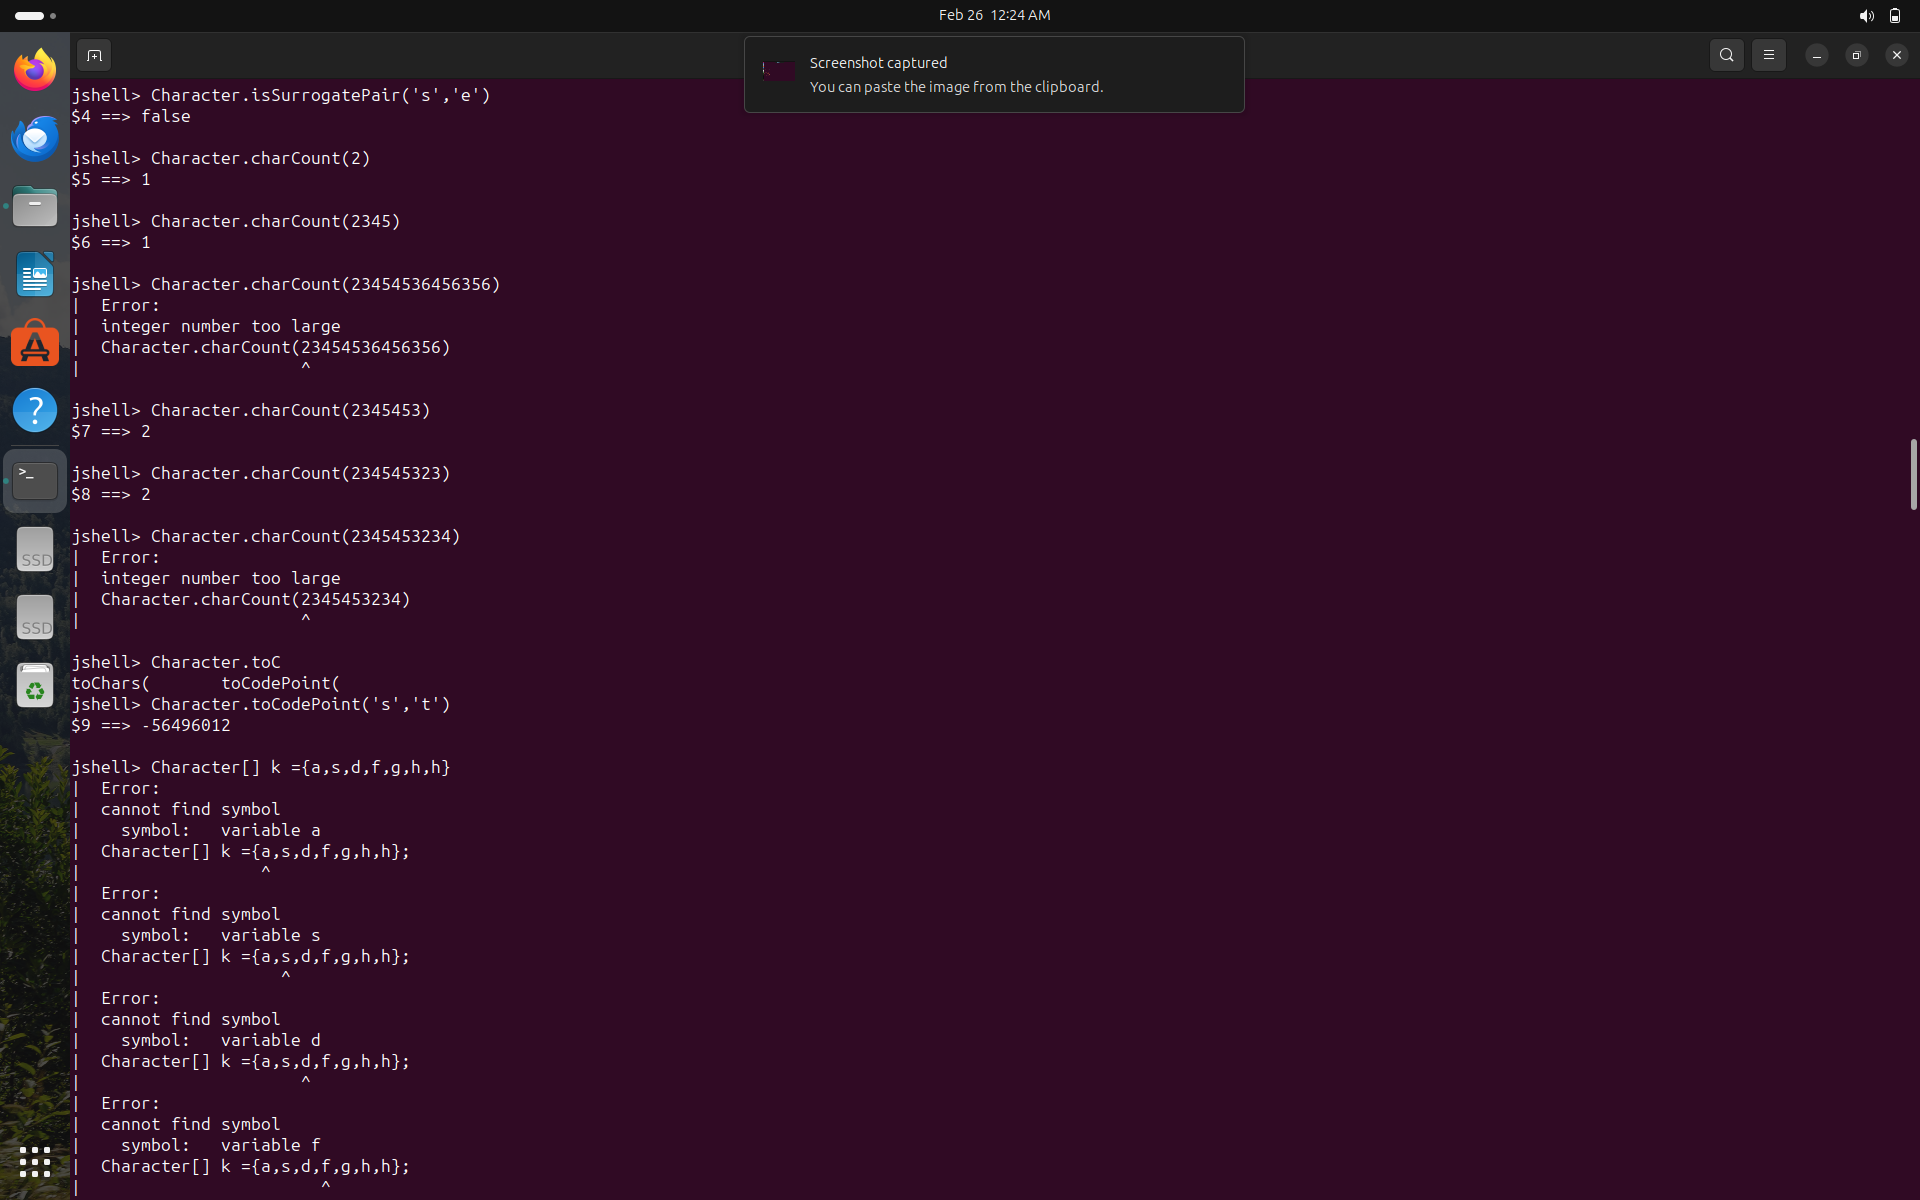 Feb 26  12:24 AM
Screenshot captured
You can paste the image from the clipboard.
jshell> Character.isSurrogatePair('s','e')
$4 ==> false
jshell> Character.charCount(2)
$5 ==> 1
jshell> Character.charCount(2345)
$6 ==> 1
jshell> Character.charCount(23454536456356)
|  Error:
|  integer number too large
|  Character.charCount(23454536456356)
|                       ^
jshell> Character.charCount(2345453)
$7 ==> 2
jshell> Character.charCount(234545323)
$8 ==> 2
jshell> Character.charCount(2345453234)
|  Error:
|  integer number too large
|  Character.charCount(2345453234)
|                       ^
jshell> Character.toC
toChars(       toCodePoint(
jshell> Character.toCodePoint('s','t')
$9 ==> -56496012
jshell> Character[] k ={a,s,d,f,g,h,h}
|  Error:
|  cannot find symbol
|    symbol:   variable a
|  Character[] k ={a,s,d,f,g,h,h};
|                   ^
|  Error:
|  cannot find symbol
|    symbol:   variable s
|  Character[] k ={a,s,d,f,g,h,h};
|                     ^
|  Error:
|  cannot find symbol
|    symbol:   variable d
|  Character[] k ={a,s,d,f,g,h,h};
|                       ^
|  Error:
|  cannot find symbol
|    symbol:   variable f
|  Character[] k ={a,s,d,f,g,h,h};
|                         ^
?
>_
SSD
SSD